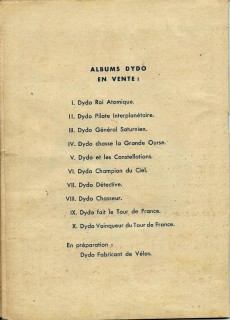 ALBUMS DYDO
EN VENTE :
I. Dydo Roi Atomique.
II. Dydo Pilote Interplanétaire.
III. Dydo Général Saturnien.
IV. Dydo chasse la Grande Ourse.
V. Dydo et les Constellations.
VI. Dydo Champion du Ciel.
VII. Dydo Détective.
VIII. Dydo Chasseur.
IX. Dydo fait le Tour de France.
X. Dydo Vainqueur du Tour de France.
En préparation :
Dydo Fabricant de Vélos.